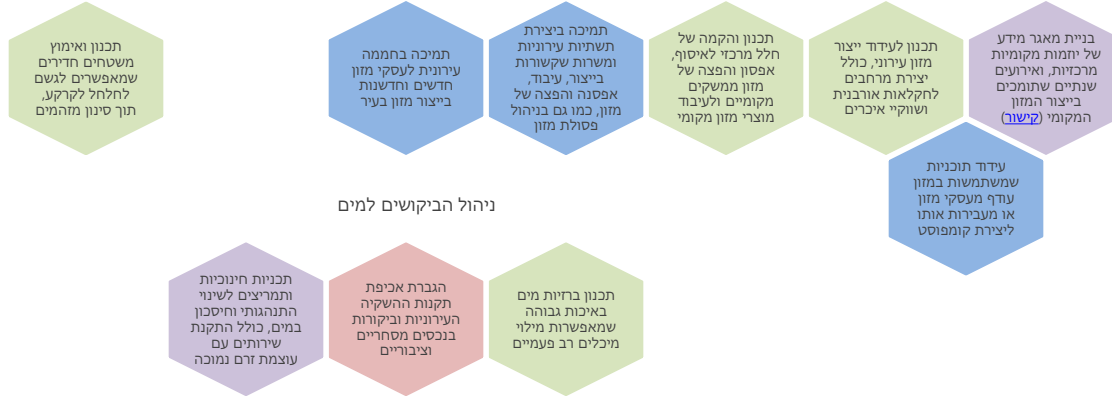 בניית מאגר מידע
של יוזמות מקומיות
מרכזיות, ואירועים
שנתיים שתומכים
בייצור המזון
המקומי (קישור)
תכנון לעידוד ייצור
מזון עירוני, כולל
יצירת מרחבים
לחקלאות אורבנית
ושווקיי איכרים
תכנון והקמה של
חלל מרכזי לאיסוף,
אפסון והפצה של
מזון ממשקים
מקומיים ולעיבוד
מוצרי מזון מקומי
תמיכה ביצירת
תשתיות עירוניות
ומשרות שקשורות
בייצור, עיבוד,
אפסנה והפצה של
מזון, כמו גם בניהול
פסולת מזון
תמיכה בחממה
עירונית לעסקי מזון
חדשים וחדשנות
בייצור מזון בעיר
תכנון ואימוץ
משטחים חדירים
שמאפשרים לגשם
לחלחל לקרקע,
תוך סינון מזהמים
עידוד תוכניות
שמשתמשות במזון
עודף מעסקי מזון
או מעבירות אותו
ליצירת קומפוסט
ניהול הביקושים למים
תכנון ברזיות מים
באיכות גבוהה
שמאפשרות מילוי
מיכלים רב פעמיים
הגברת אכיפת
תקנות ההשקיה
העירוניות וביקורות
בנכסים מסחריים
וציבוריים
תכניות חינוכיות
ותמריצים לשינוי
התנהגותי וחיסכון
במים, כולל התקנת
שירותים עם
עוצמת זרם נמוכה